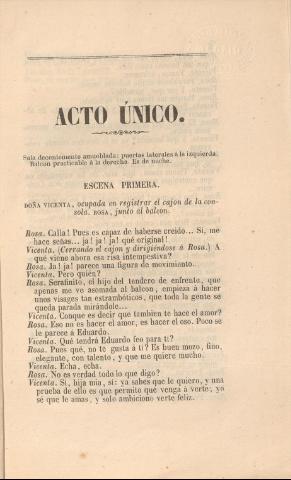 ACTO ÚNICO.
Sala decentemente amueblada: puertas laterales á la izquierda.
Balcon practicable á la derecha. Es de noche.
ESCENA PRIMERA.
DOÑA VICENTA, ocupada en registrar el cajon de la con-
sola. ROSA, junto al balcon.
Rosa. Calla! Pues es capaz de haberse creido... Si, me
hace señas... ja! ja! ja! qué original!
Vicenta. (Cerrando el cajon y dirigiéndose á Rosa.) A
qué viene ahora esa risa intempestiva?
Rosa. Ja! ja! parece una figura de movimiento.
Vicenta. Pero quién?
Rosa. Serafinito, el hijo del tendero de enfrente, que
apenas me ve asomada al balcon, empieza á hacer
unos visages tan estrambóticos, que toda la gente se
queda parada mirándole...
Vicenta. Conque es decir que tambien te hace el amor?
Rosa. Eso no es hacer el amor, es hacer el oso. Poco se
le parece á Eduardo.
Vicenta. Qué tendrá Eduardo feo para ti?
Rosa. Pues qué, no te gusta á tí? Es buen mozo, fino,
elegante, con talento, y que me quiere mucho.
Vicenta. Echa, echa.
Rosa. No es verdad todo lo que digo?
Vicenta. Si, hija mia, si: ya sabes que le quiero, y una
prueba de ello es que permito que venga á verte; yo
sé que le amas, y solo ambiciono verte feliz.